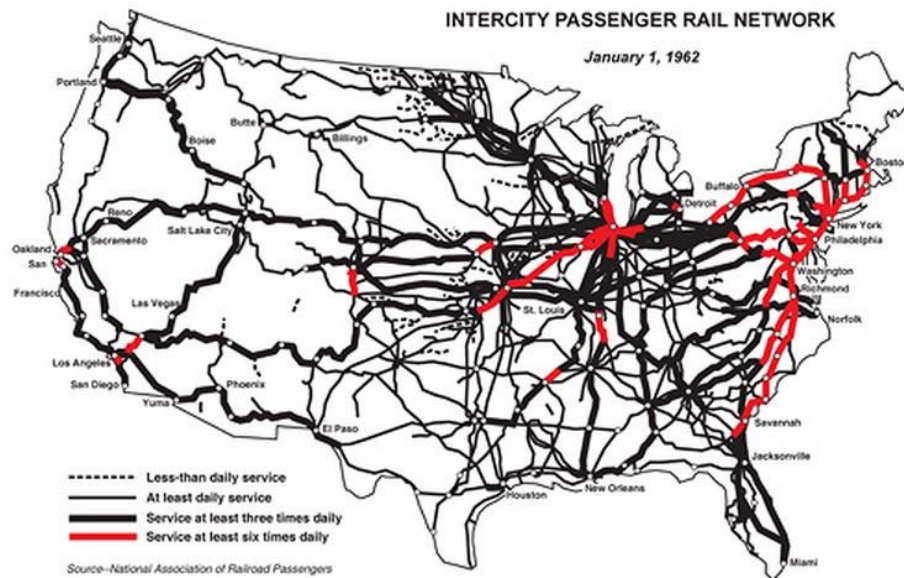 INTERCITY PASSENGER RAIL NETWORK
January 1, 1962
Seattle
Portland
Butte
Billings
Boise
Boston
Buffalo
Detroit
New York
Philadelphia
Reno
Salt Lake City
Oakland
Sacramento
San
Francisco
Washington
Richmond
Norfolk
Las Vegas
St. Louis
Los Angeles
San Diego
Phoenix
Yuma
El Paso
Savannah
Jacksonville
New Orleans
Houston
Miami
Less-than daily service
At least daily service
Service at least three times daily
Service at least six times daily
Source--National Association of Railroad Passengers